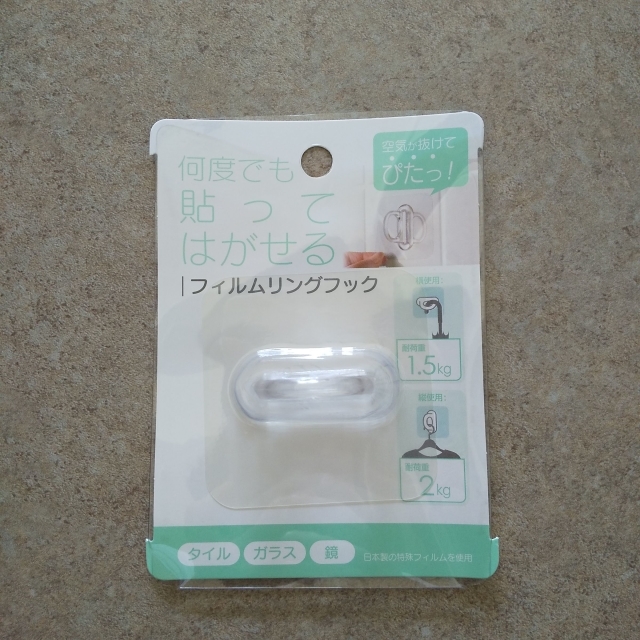 空気が抜けて
ぴたっ!
何度でも
貼って
はがせる
フィルムリングフック
横使用:
耐荷重
1.5kg
縦使用:
耐荷重
2kg
タイル
ガラス
鏡
日本製の特殊フィルムを使用